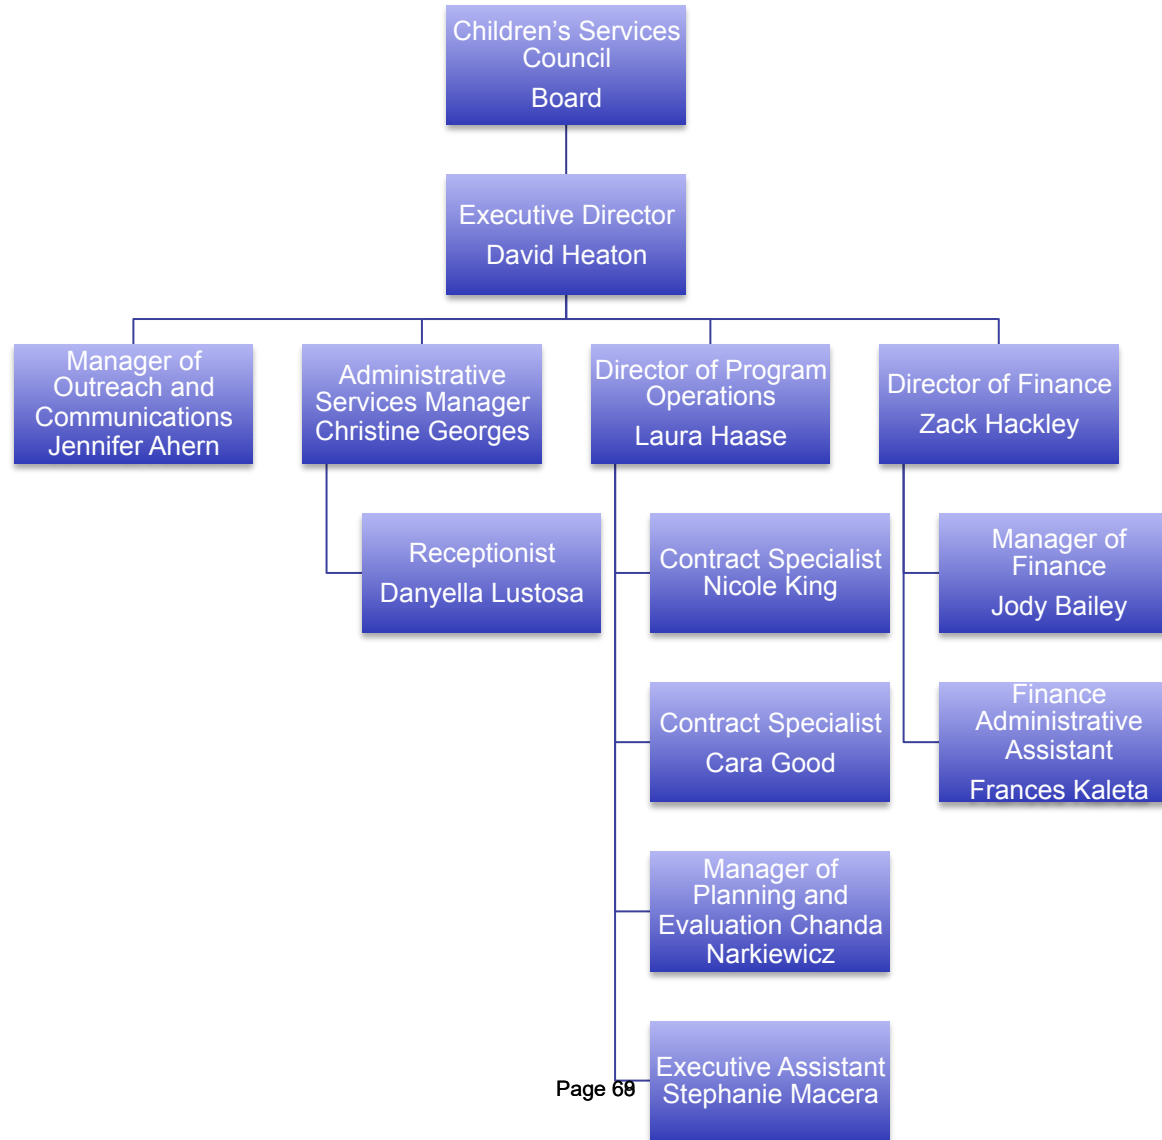 Children’s Services
Council
Board
Executive Director
David Heaton
Manager of
Outreach and
Communications
Jennifer Ahern
Administrative
Services Manager
Christine Georges
Director of Program
Operations
Laura Haase
Director of Finance
Zack Hackley
Receptionist
Danyella Lustosa
Contract Specialist
Nicole King
Manager of
Finance
Jody Bailey
Contract Specialist
Cara Good
Finance
Administrative
Assistant
Frances Kaleta
Manager of
Planning and
Evaluation Chanda
Narkiewicz
Executive Assistant
Stephanie Macera
Page